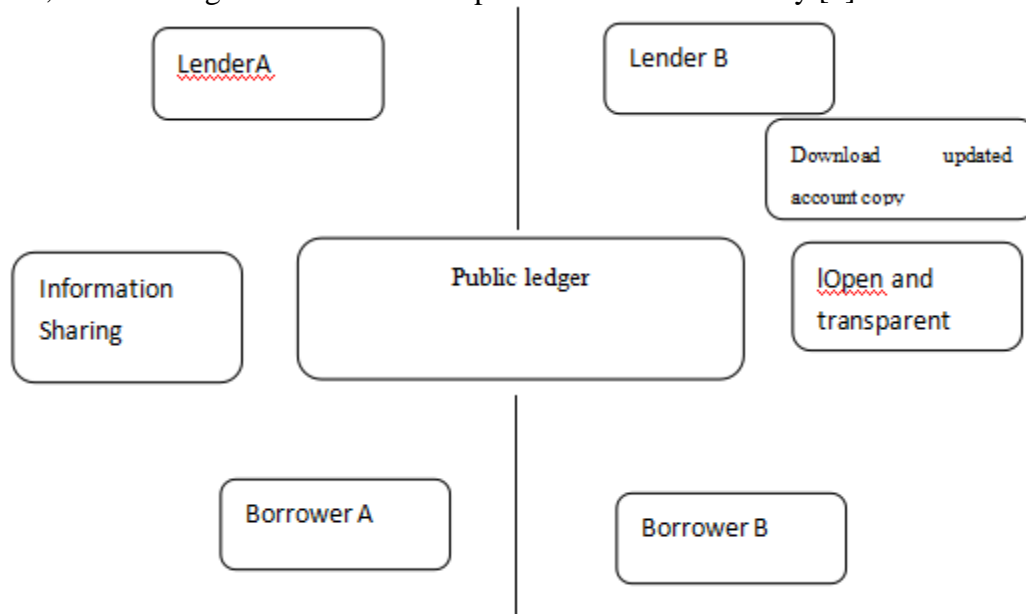 LenderA
Lender B
Download updated
account copy
Information
Sharing
Public ledger
lOpen and
transparent
Borrower A
Borrower B